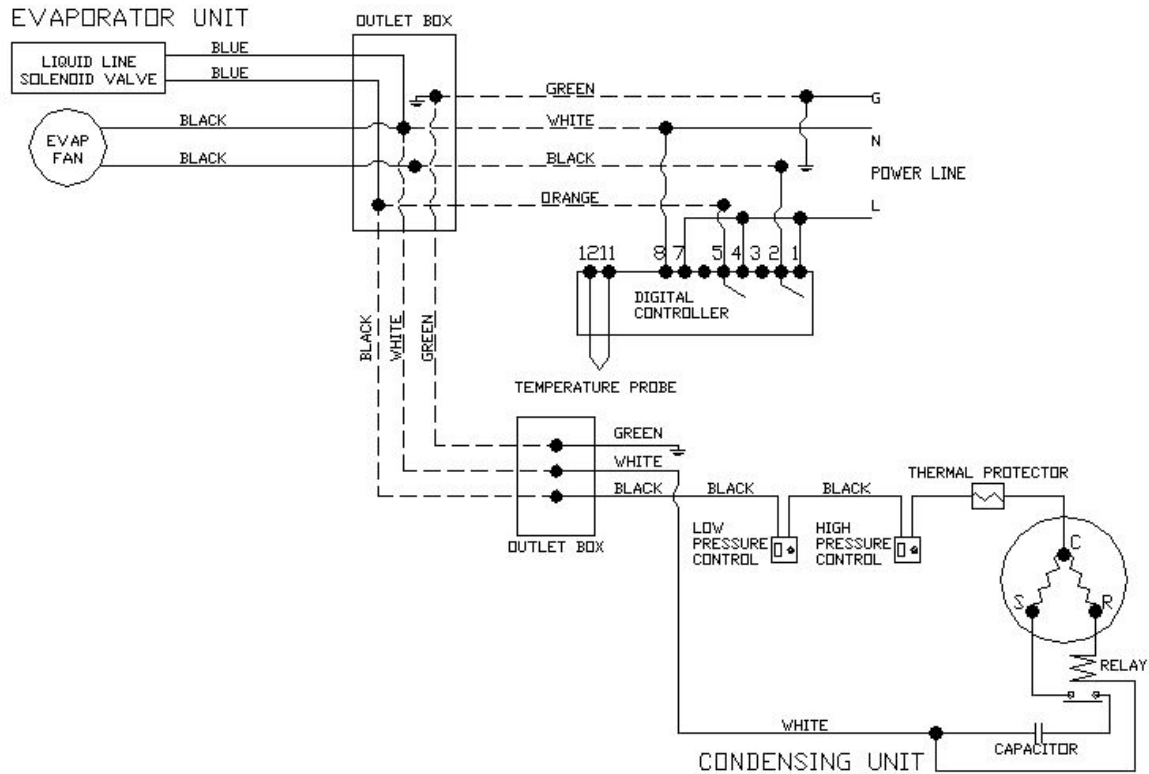 EVAPORATOR UNIT
OUTLET BOX
LIQUID LINE
SOLENOID VALVE
BLUE
BLUE
GREEN
G
BLACK
WHITE
N
EVAP
FAN
BLACK
BLACK
POWER LINE
ORANGE
L
12 11 8 7 5 4 3 2 1
DIGITAL
CONTROLLER
BLACK
WHITE
GREEN
TEMPERATURE PROBE
GREEN
WHITE
THERMAL PROTECTOR
BLACK
BLACK
BLACK
LOW
PRESSURE
CONTROL
HIGH
PRESSURE
CONTROL
OUTLET BOX
C
S
R
RELAY
WHITE
CAPACITOR
CONDENSING UNIT